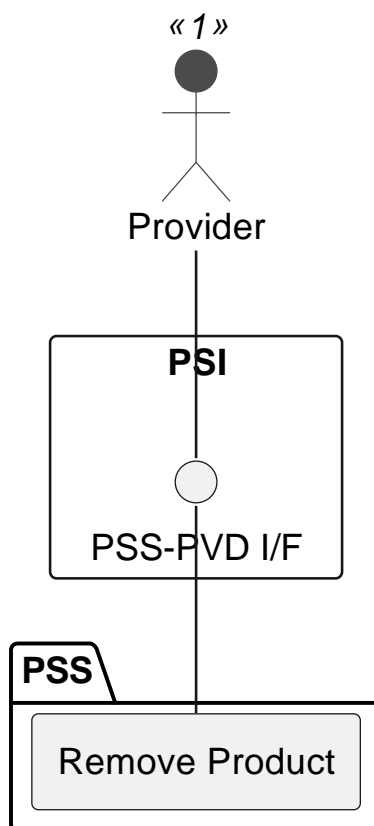 «1»
Provider
PSI
PSS-PVD I/F
PSS
Remove Product